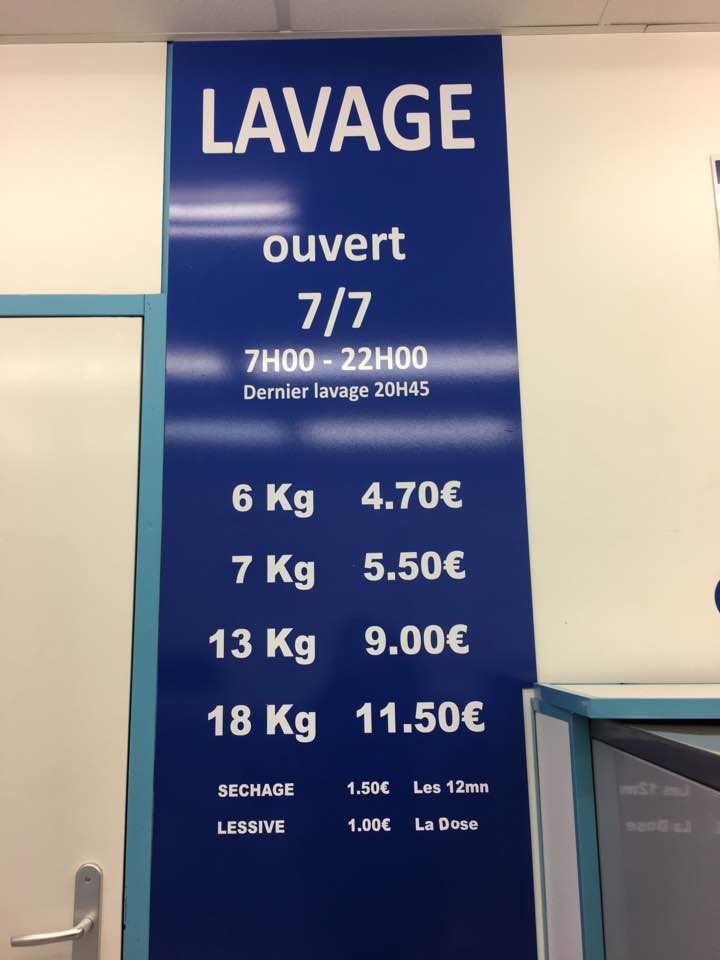 LAVAGE
ouvert
7/7
7H00 - 22H00
Dernier lavage 20H45
6 Kg 4.70€
7 Kg 5.50€
13 Kg 9.00€
18 Kg 11.50€
SECHAGE 1.50€ Les 12mn
LESSIVE 1.00€ La Dose